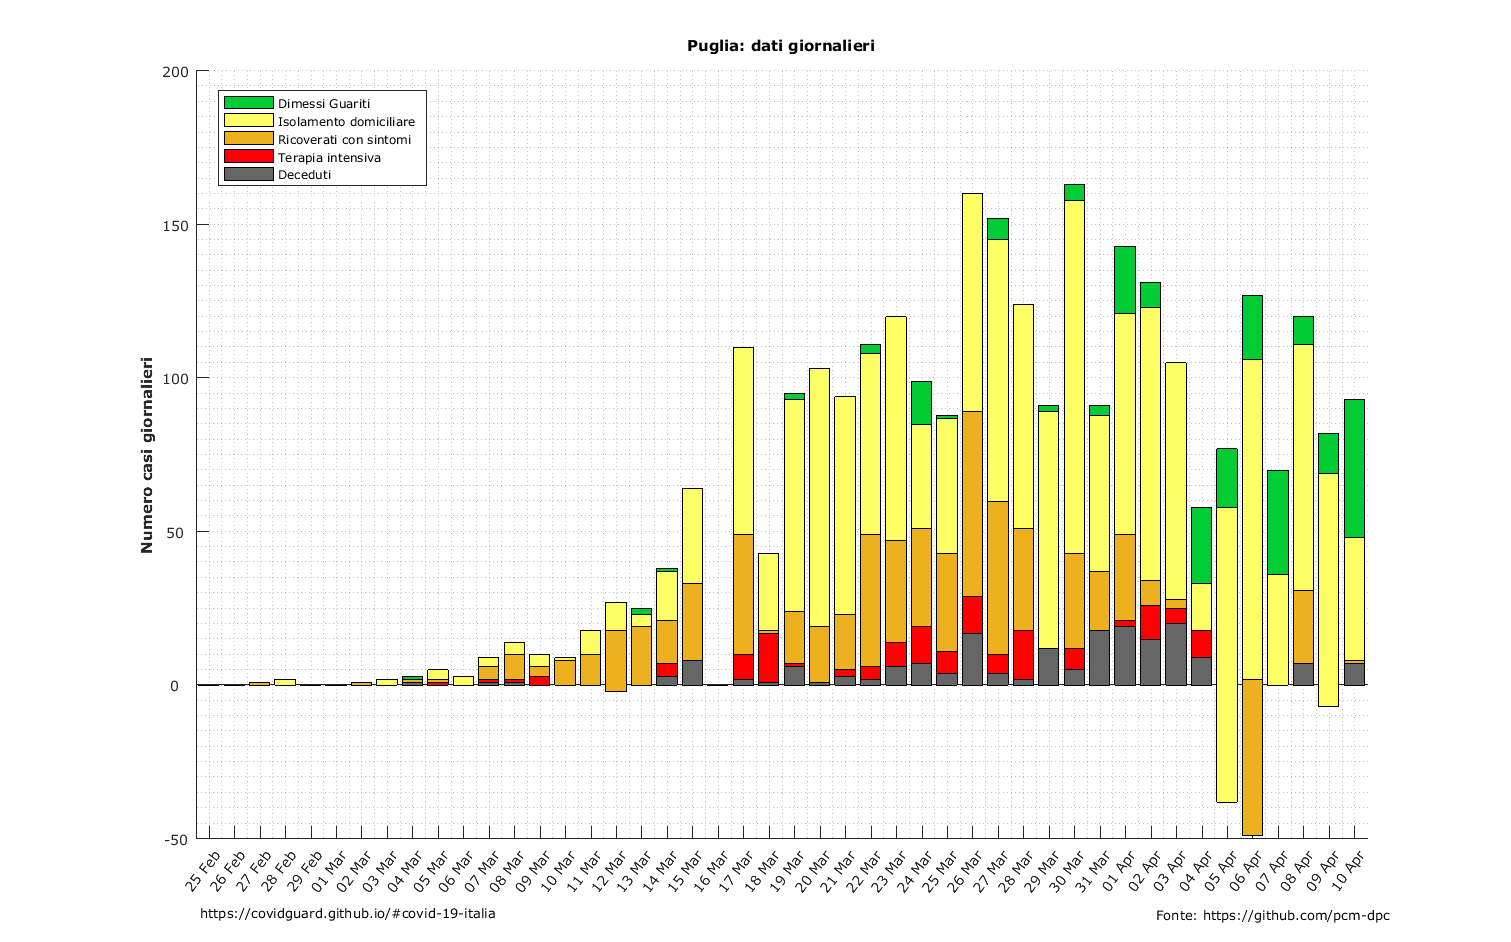 Puglia: dati giornalieri
200
150
100
50
0
-50
Numero casi giornalieri
Dimessi Guariti
Isolamento domiciliare
Ricoverati con sintomi
Terapia intensiva
Deceduti
25 Feb
26 Feb
27 Feb
28 Feb
29 Feb
01 Mar
02 Mar
03 Mar
04 Mar
05 Mar
06 Mar
07 Mar
08 Mar
09 Mar
10 Mar
11 Mar
12 Mar
13 Mar
14 Mar
15 Mar
16 Mar
17 Mar
18 Mar
19 Mar
20 Mar
21 Mar
22 Mar
23 Mar
24 Mar
25 Mar
26 Mar
27 Mar
28 Mar
29 Mar
30 Mar
31 Mar
01 Apr
02 Apr
03 Apr
04 Apr
05 Apr
06 Apr
07 Apr
08 Apr
09 Apr
10 Apr
https://covidguard.github.io/#covid-19-italia
Fonte: https://github.com/pcm-dpc